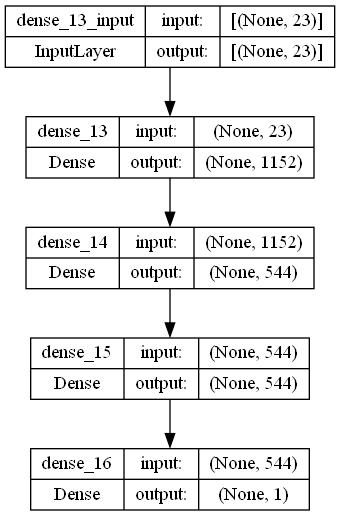 dense_13_input input: [(None, 23)]
InputLayer output: [(None, 23)]
dense_13 input: (None, 23)
Dense output: (None, 1152)
dense_14 input: (None, 1152)
Dense output: (None, 544)
dense_15 input: (None, 544)
Dense output: (None, 544)
dense_16 input: (None, 544)
Dense output: (None, 1)